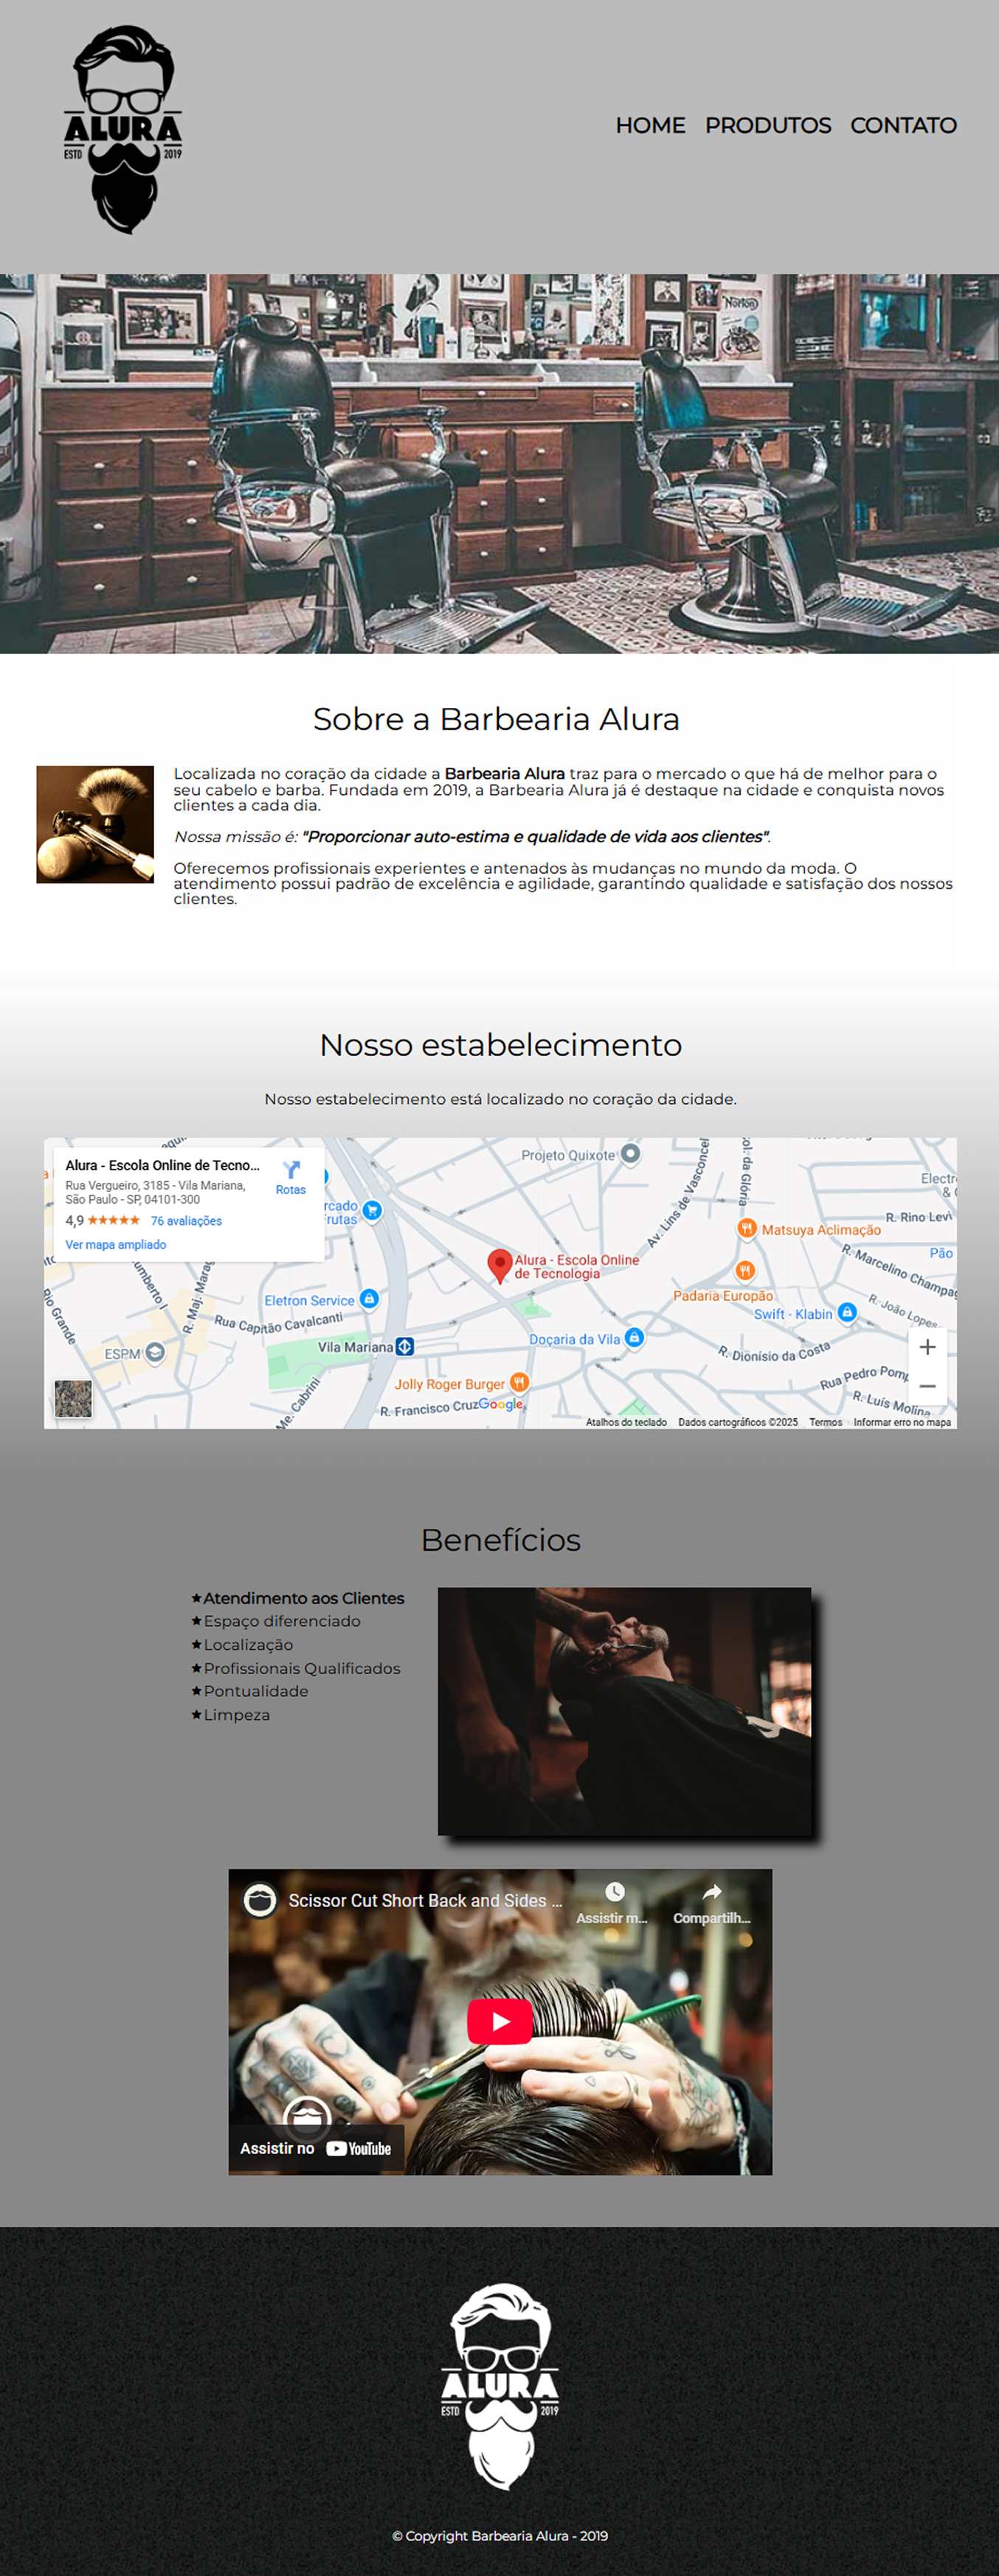 ALURA
ESTD 2019
HOME PRODUTOS CONTATO
Norton
Sobre a Barbearia Alura
Localizada no coração da cidade a Barbearia Alura traz para o mercado o que há de melhor para o
seu cabelo e barba. Fundada em 2019, a Barbearia Alura já é destaque na cidade e conquista novos
clientes a cada dia.
Nossa missão é: "Proporcionar auto-estima e qualidade de vida aos clientes".
Oferecemos profissionais experientes e antenados às mudanças no mundo da moda. O
atendimento possui padrão de excelência e agilidade, garantindo qualidade e satisfação dos nossos
clientes.
Nosso estabelecimento
Nosso estabelecimento está localizado no coração da cidade.
Alura - Escola Online de Tecno...
Rua Vergueiro, 3185 - Vila Mariana,
São Paulo - SP, 04101-300
Rotas
4,9 ★★★★★ 76 avaliações
Ver mapa ampliado
Projeto Quixote
Av. Lins de Vasconcel
ol: da Glória
Electr
R. Rino Levi
Matsuya Aclimação
Pão
R. Marcelino Champag
rcado
Frutas
Alura - Escola Online
de Tecnologia
Padaria Europão
Swift - Klabin
R. João Lopes
umberto I
R. Maj. Marag
Rio Grande
Eletron Service
Rua Capitão Cavalcanti
Vila Mariana
Doçaria da Vila
R. Dionísio da Costa
ESPM
Jolly Roger Burger
Rua Pedro Pomp
R. Luís Molina
Me. Cabrini
R. Francisco Cruz
Google
Atalhos do teclado Dados cartográficos ©2025 Termos Informar erro no mapa
Benefícios
★Atendimento aos Clientes
★Espaço diferenciado
★Localização
★Profissionais Qualificados
★Pontualidade
★Limpeza
Scissor Cut Short Back and Sides ...
Assistir m... Compartilh...
Assistir no YouTube
ALURA
ESTD 2019
© Copyright Barbearia Alura - 2019